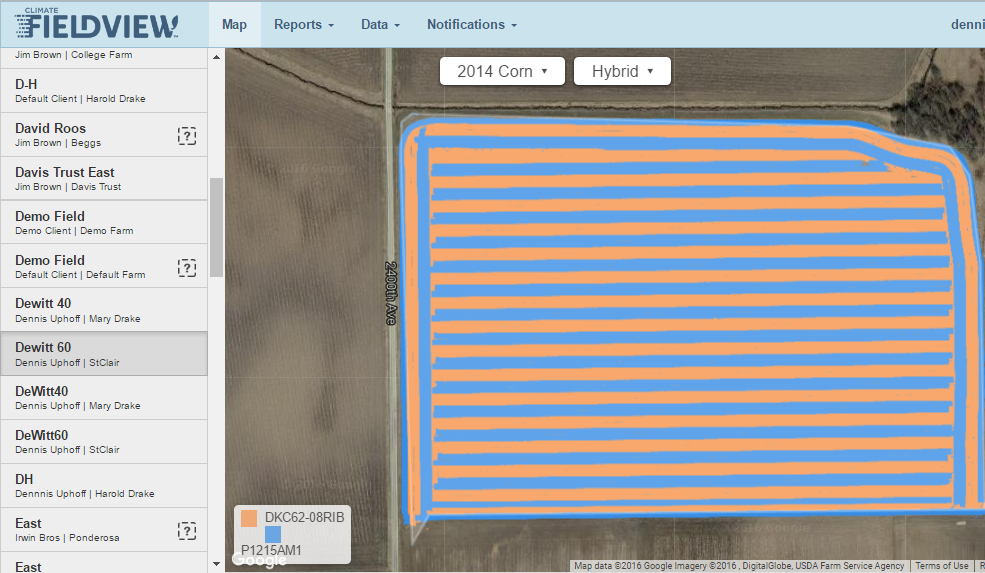 CLIMATE
FIELDVIEW
Map Reports Data Notifications denni
Jim Brown | College Farm
D-H
Default Client | Harold Drake
David Roos
Jim Brown | Beggs
?
Davis Trust East
Jim Brown | Davis Trust
Demo Field
Demo Client | Demo Farm
Demo Field
Default Client | Default Farm
?
Dewitt 40
Dennis Uphoff | Mary Drake
Dewitt 60
Dennis Uphoff | StClair
DeWitt40
Dennis Uphoff | Mary Drake
DeWitt60
Dennis Uphoff | StClair
DH
Dennnis Uphoff | Harold Drake
East
Irwin Bros | Ponderosa
?
East
2014 Corn
Hybrid
2400th Ave
DKC62-08RIB
P1215AM1
Google
Map data ©2016 Google Imagery ©2016 , DigitalGlobe, USDA Farm Service Agency
Terms of Use
R